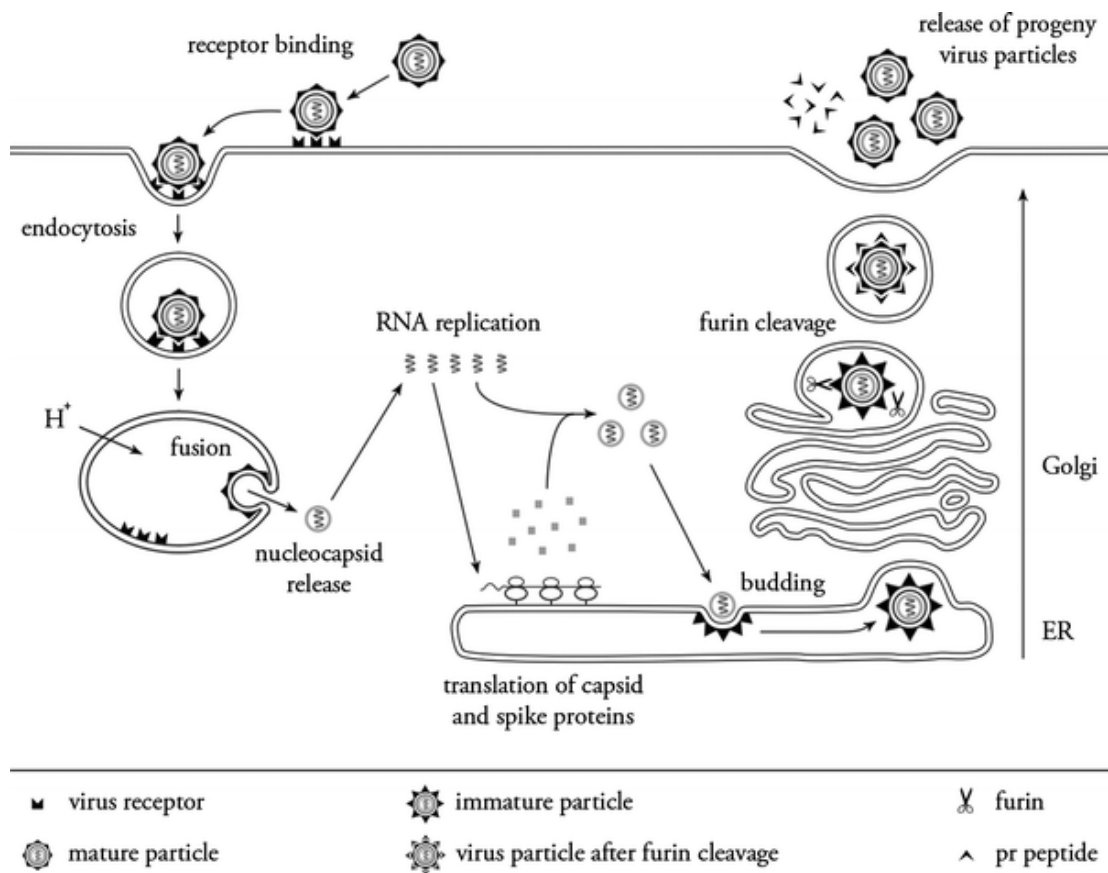 receptor binding
release of progeny
virus particles
endocytosis
RNA replication
furin cleavage
H+
fusion
Golgi
nucleocapsid
release
budding
ER
translation of capsid
and spike proteins
virus receptor
immature particle
furin
mature particle
virus particle after furin cleavage
pr peptide